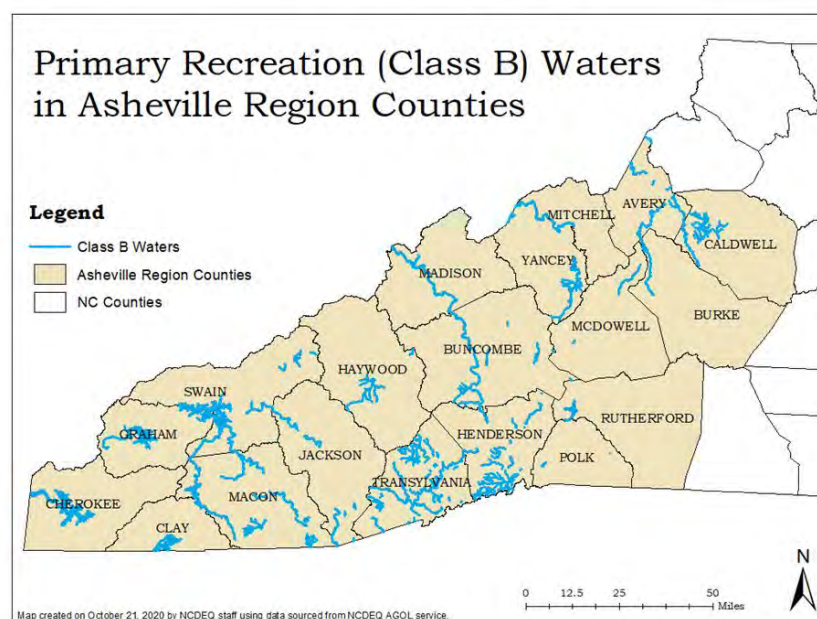 Primary Recreation (Class B) Waters
in Asheville Region Counties
Legend
Class B Waters
Asheville Region Counties
NC Counties
AVERY
MITCHELL
CALDWELL
YANCEY
MADISON
BURKE
MCDOWELL
BUNCOMBE
HAYWOOD
SWAIN
RUTHERFORD
GRAHAM
HENDERSON
JACKSON
POLK
TRANSYLVANIA
MACON
CHEROKEE
CLAY
N
0 12.5 25 50
Miles
Map created on October 21, 2020 by NCDEQ staff using data sourced from NCDEQ AGOL service.